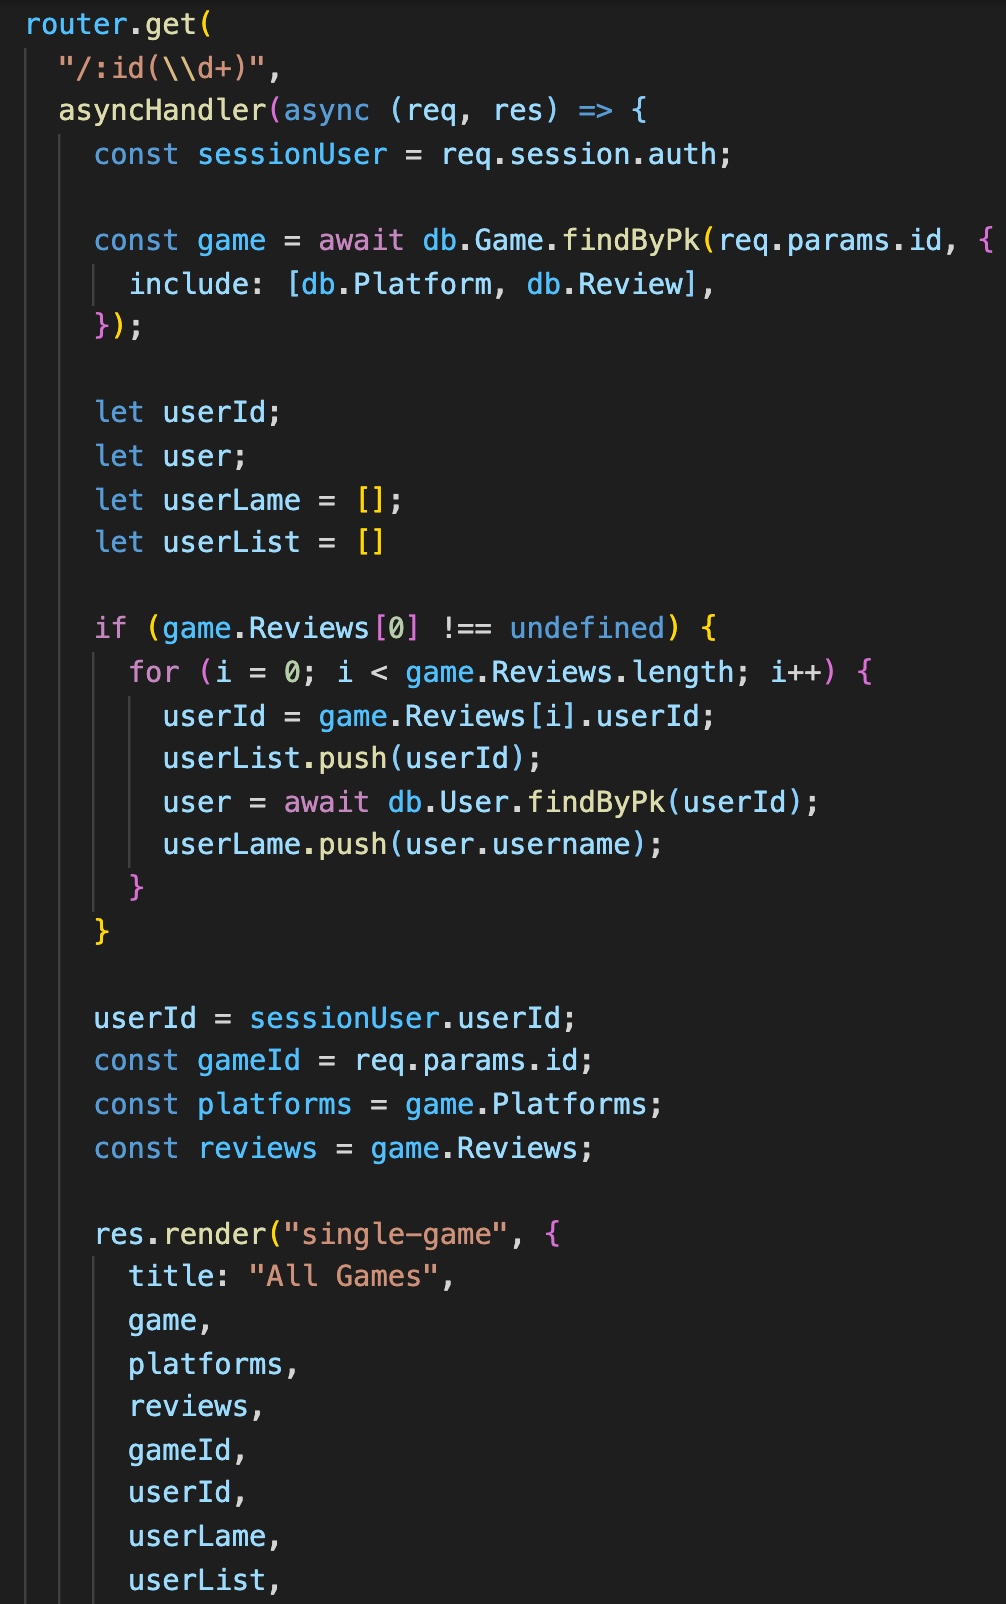 router.get(
"/:id(\\d+)",
asyncHandler(async (req, res) => {
const sessionUser = req.session.auth;
const game = await db.Game.findByPk(req.params.id, {
include: [db.Platform, db.Review],
});
let userId;
let user;
let userLame = [];
let userList = []
if (game.Reviews[0] !== undefined) {
for (i = 0; i < game.Reviews.length; i++) {
userId = game.Reviews[i].userId;
userList.push(userId);
user = await db.User.findByPk(userId);
userLame.push(user.username);
}
}
userId = sessionUser.userId;
const gameId = req.params.id;
const platforms = game.Platforms;
const reviews = game.Reviews;
res.render("single-game", {
title: "All Games",
game,
platforms,
reviews,
gameId,
userId,
userLame,
userList,